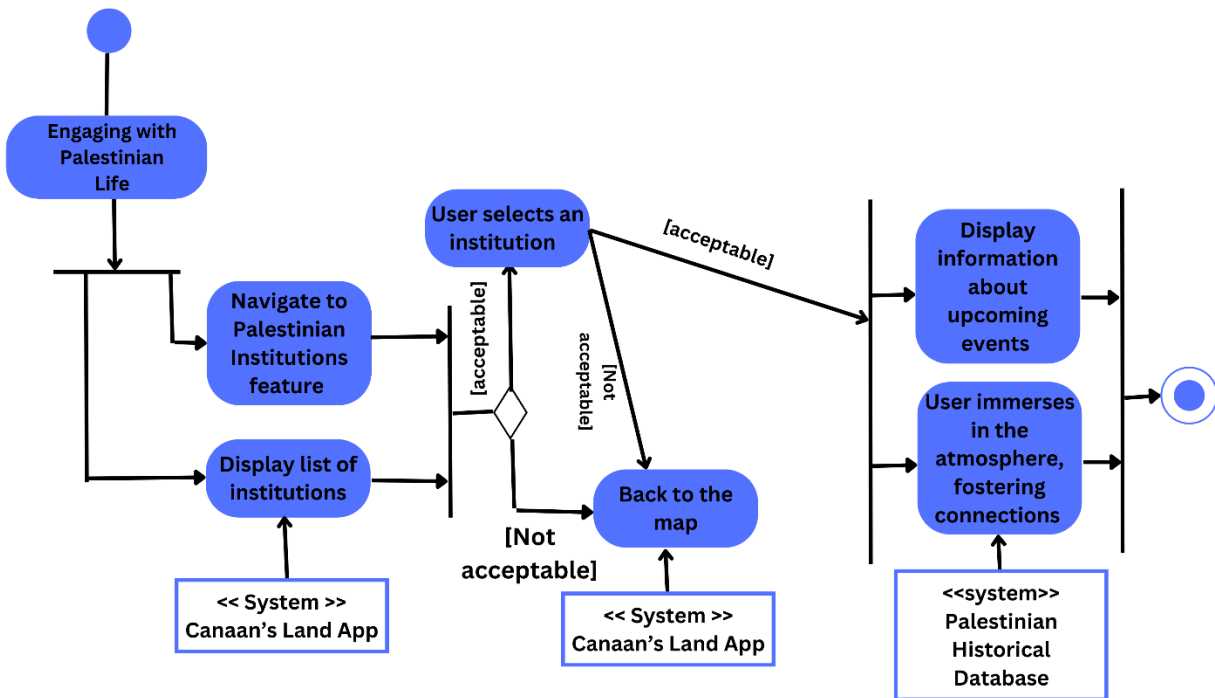 Engaging with
Palestinian
Life
Navigate to
Palestinian
Institutions
feature
Display list of
institutions
<< System >>
Canaan’s Land App
User selects an
institution
[acceptable]
[Not
acceptable]
[acceptable]
[Not
acceptable]
Back to the
map
<< System >>
Canaan’s Land App
Display
information
about
upcoming
events
User immerses
in the
atmosphere,
fostering
connections
<<system>>
Palestinian
Historical
Database